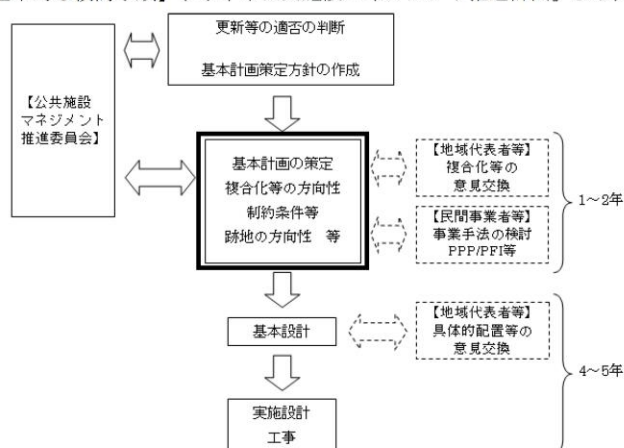 更新等の適否の判断
基本計画策定方針の作成
【公共施設
マネジメント
推進委員会】
基本計画の策定
複合化等の方向性
制約条件等
跡地の方向性 等
【地域代表者等】
複合化等の
意見交換
【民間事業者等】
事業手法の検討
PPP/PFI等
1～2年
基本設計
【地域代表者等】
具体的配置等の
意見交換
4～5年
実施設計
工事